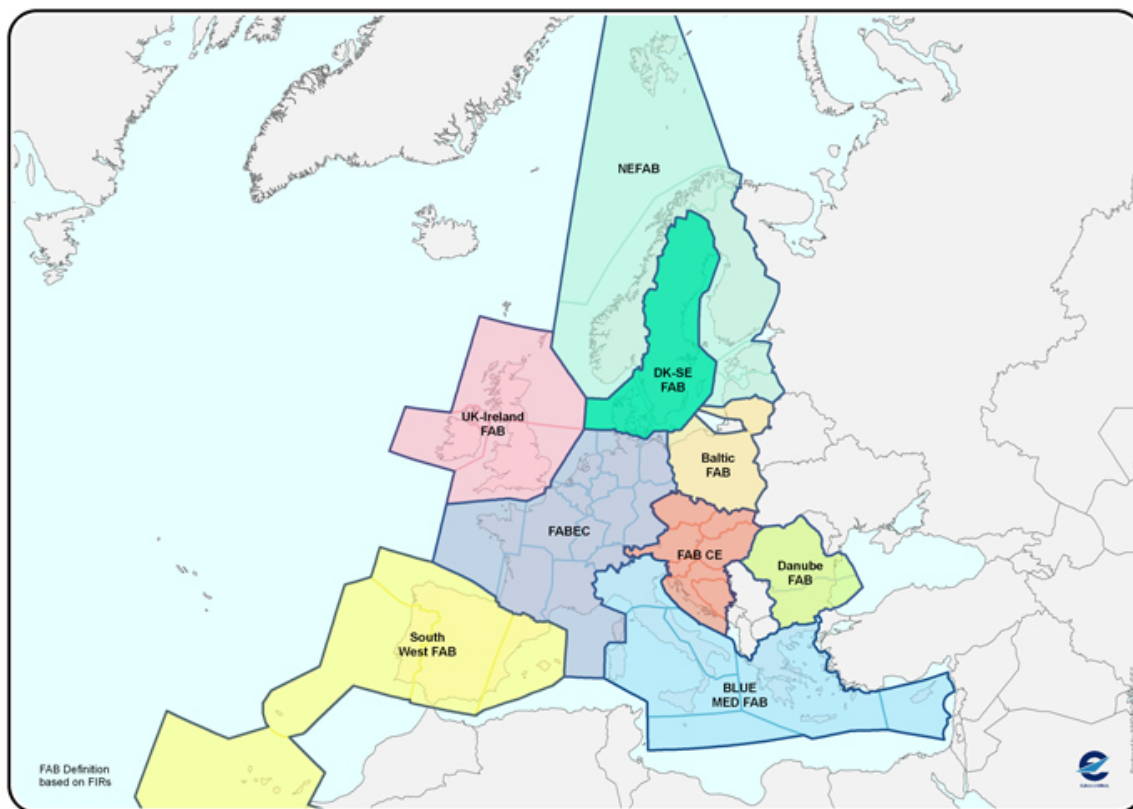 NEFAB
DK-SE
FAB
UK-Ireland
FAB
Baltic
FAB
FABEC
FAB CE
Danube
FAB
South
West FAB
BLUE
MED FAB
FAB Definition
based on FIRs